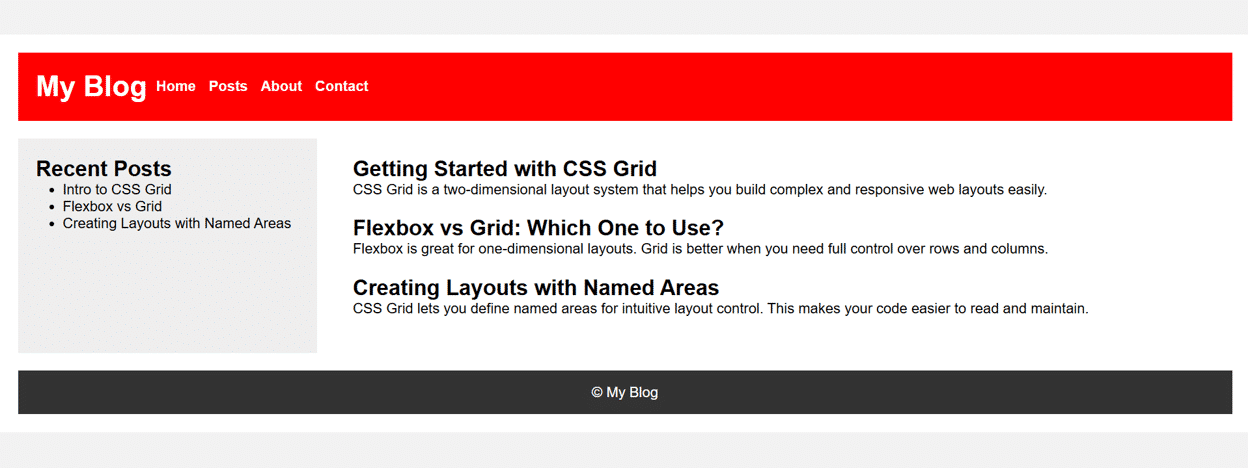 My Blog Home Posts About Contact
Recent Posts
Intro to CSS Grid
Flexbox vs Grid
Creating Layouts with Named Areas
Getting Started with CSS Grid
CSS Grid is a two-dimensional layout system that helps you build complex and responsive web layouts easily.
Flexbox vs Grid: Which One to Use?
Flexbox is great for one-dimensional layouts. Grid is better when you need full control over rows and columns.
Creating Layouts with Named Areas
CSS Grid lets you define named areas for intuitive layout control. This makes your code easier to read and maintain.
© My Blog